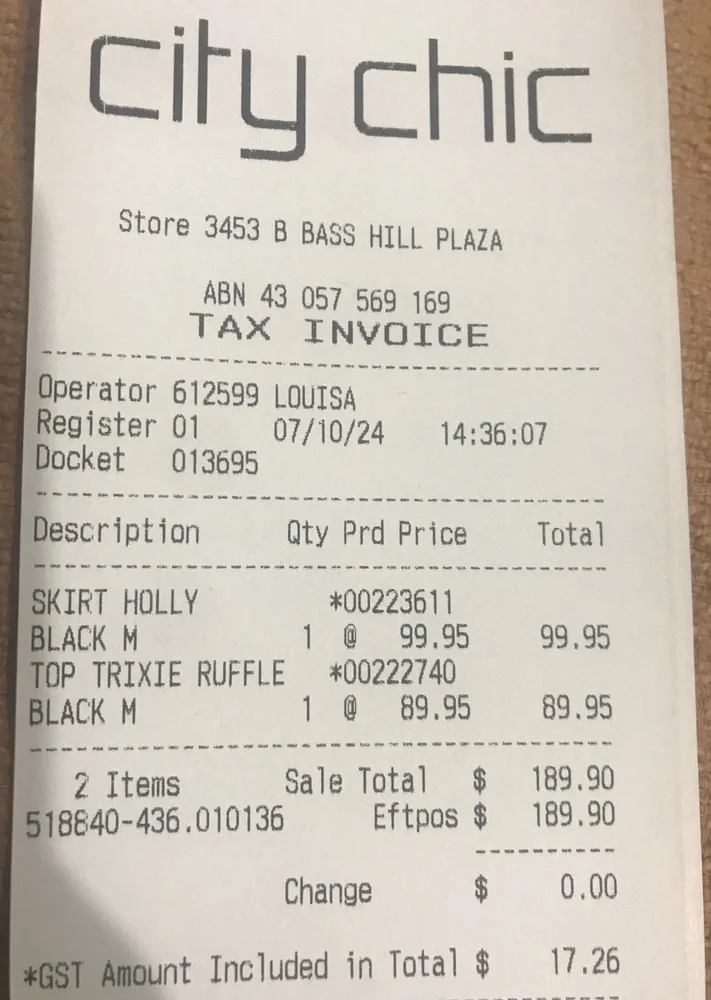 city chic
Store 3453 B BASS HILL PLAZA
ABN 43 057 569 169
TAX INVOICE
Operator 612599 LOUISA
Register 01 07/10/24 14:36:07
Docket 013695
Description Qty Prd Price Total
SKIRT HOLLY *00223611
BLACK M 1 @ 99.95 99.95
TOP TRIXIE RUFFLE *00222740
BLACK M 1 @ 89.95 89.95
2 Items Sale Total $ 189.90
518840-436.010136 Eftpos $ 189.90
Change $ 0.00
*GST Amount Included in Total $ 17.26